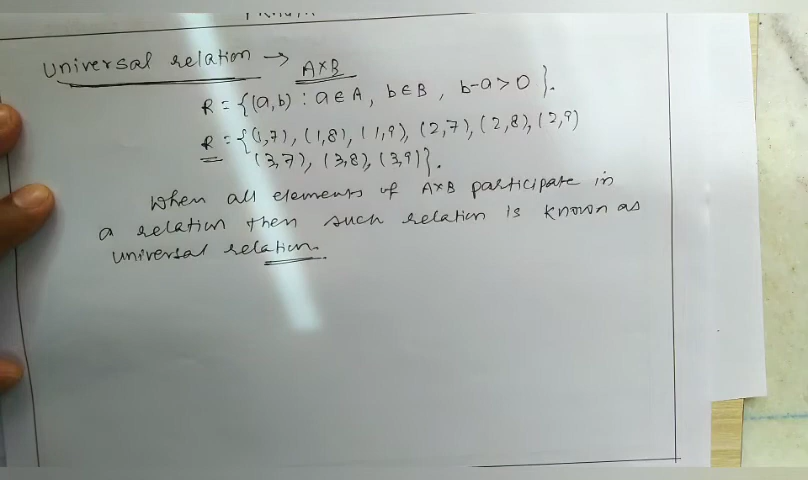 Universal relation → A×B
R = {(a,b) : a∈A, b∈B, b-a>0}.
R = {(1,7), (1,8), (1,9), (2,7), (2,8), (2,9)
(3,7), (3,8), (3,9)}.
When all elements of A×B participate in
a relation then such relation is known as
universal relation.